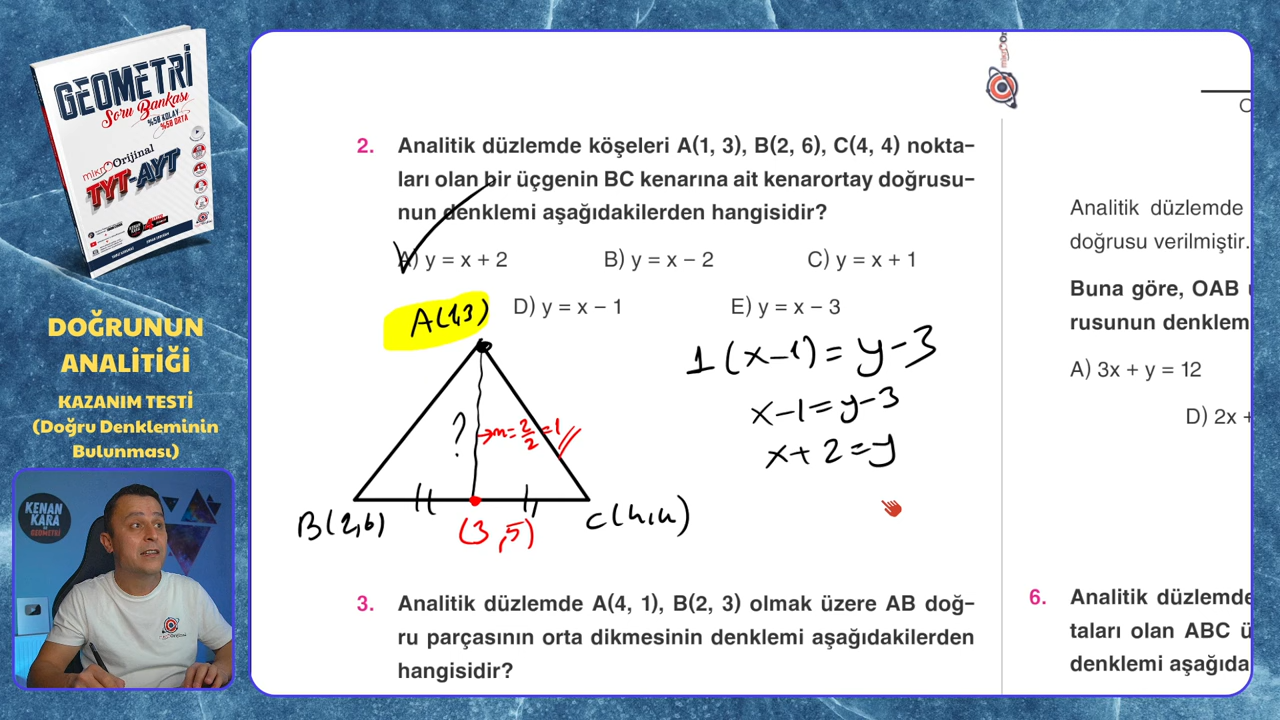 GEOMETRİ
Soru Bankası
%50 KOLAY
%50 ORTA
mikro Orijinal
TYT-AYT
DOĞRUNUN
ANALİTİĞİ
KAZANIM TESTİ
(Doğru Denkleminin
Bulunması)
KENAN
KARA
GEOMETRİ
2. Analitik düzlemde köşeleri A(1, 3), B(2, 6), C(4, 4) nokta-
ları olan bir üçgenin BC kenarına ait kenarortay doğrusu-
nun denklemi aşağıdakilerden hangisidir?
A) y = x + 2 B) y = x – 2 C) y = x + 1
D) y = x – 1 E) y = x – 3
A(1,3)
1(x-1)=y-3
x-1=y-3
x+2=y
?
m=2/2=1
B(2,6)
(3,5)
C(4,4)
3. Analitik düzlemde A(4, 1), B(2, 3) olmak üzere AB doğ-
ru parçasının orta dikmesinin denklemi aşağıdakilerden
hangisidir?
Analitik düzlemde
doğrusu verilmiştir.
Buna göre, OAB
rusunun denklem
A) 3x + y = 12
D) 2x +
6. Analitik düzlemde
taları olan ABC ü
denklemi aşağıda